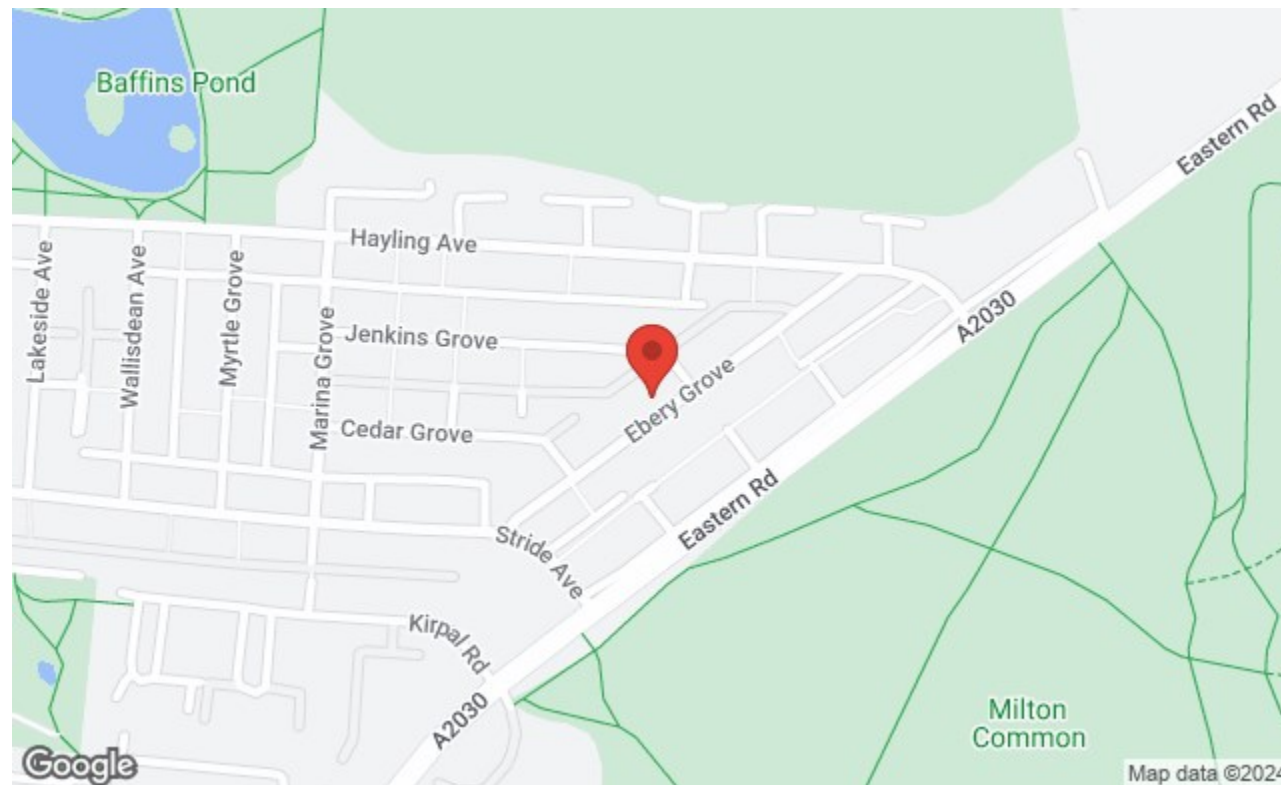 Baffins Pond
Eastern Rd
Hayling Ave
A2030
Lakeside Ave
Wallisdean Ave
Myrtle Grove
Marina Grove
Jenkins Grove
Ebery Grove
Cedar Grove
Eastern Rd
Stride Ave
Kirpal Rd
A2030
Milton
Common
Google
Map data ©2024